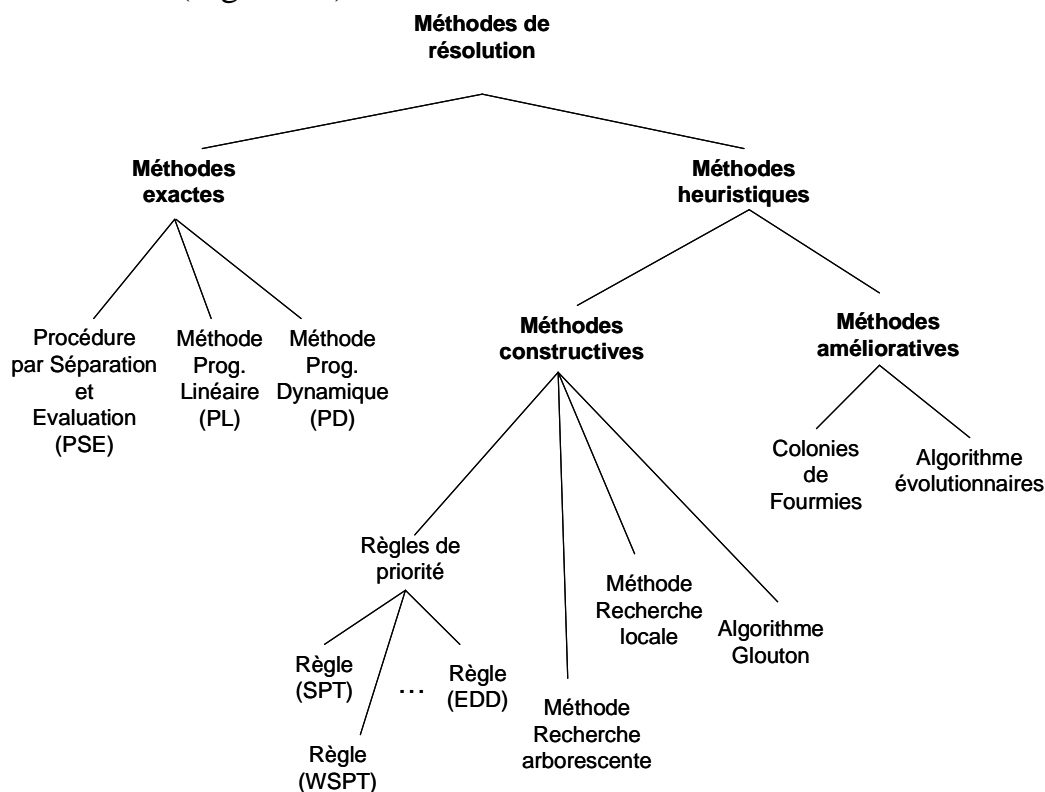 Méthodes de
résolution
Méthodes
exactes
Méthodes
heuristiques
Procédure
par Séparation
et
Evaluation
(PSE)
Méthode
Prog.
Linéaire
(PL)
Méthode
Prog.
Dynamique
(PD)
Méthodes
constructives
Méthodes
amélioratives
Colonies
de
Fourmies
Algorithme
évolutionnaires
Règles de
priorité
Méthode
Recherche
locale
Algorithme
Glouton
Règle
(SPT)
...
Règle
(EDD)
Méthode
Recherche
arborescente
Règle
(WSPT)